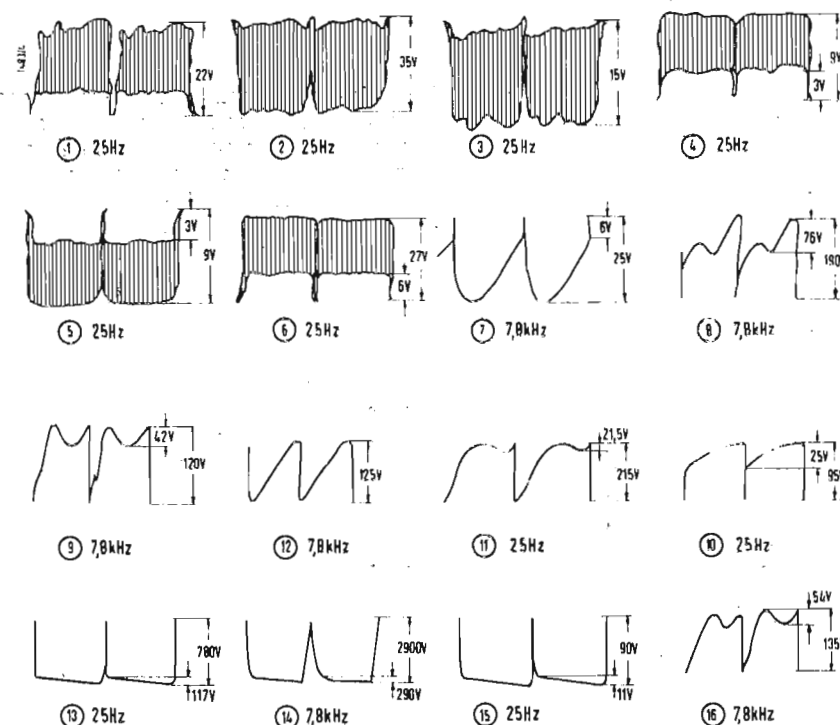 22V
35V
15V
9V
3V
① 25Hz
② 25Hz
③ 25Hz
④ 25Hz
3V
9V
27V
6V
6V
25V
76V
190
⑤ 25Hz
⑥ 25Hz
⑦ 7,8kHz
⑧ 7,8kHz
42V
120V
125V
21,5V
215V
25V
95
⑨ 7,8kHz
⑫ 7,8kHz
⑪ 25Hz
⑩ 25Hz
780V
117V
2900V
290V
90V
11V
54V
135
⑬ 25Hz
⑭ 7,8kHz
⑮ 25Hz
⑯ 7,8kHz